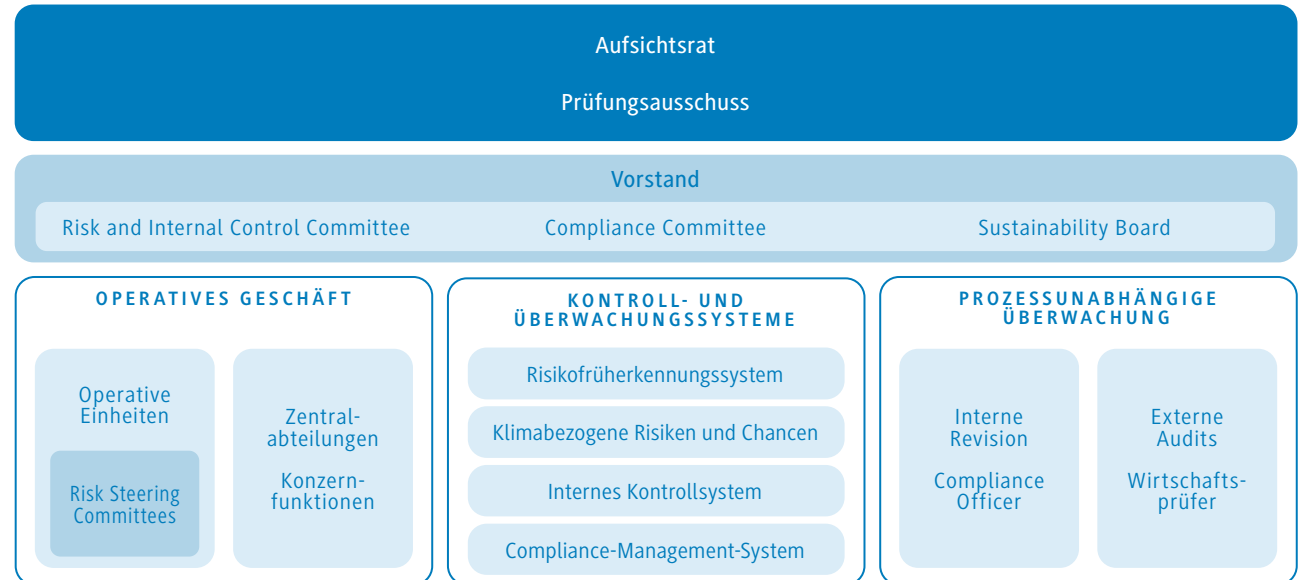 Aufsichtsrat
Prüfungsausschuss
Vorstand
Risk and Internal Control Committee
Compliance Committee
Sustainability Board
OPERATIVES GESCHÄFT
Operative
Einheiten
Risk Steering
Committees
Zentral-
abteilungen
Konzern-
funktionen
KONTROLL- UND
ÜBERWACHUNGSSYSTEME
Risikofrüherkennungssystem
Klimabezogene Risiken und Chancen
Internes Kontrollsystem
Compliance-Management-System
PROZESSUNABHÄNGIGE
ÜBERWACHUNG
Interne
Revision
Compliance
Officer
Externe
Audits
Wirtschafts-
prüfer